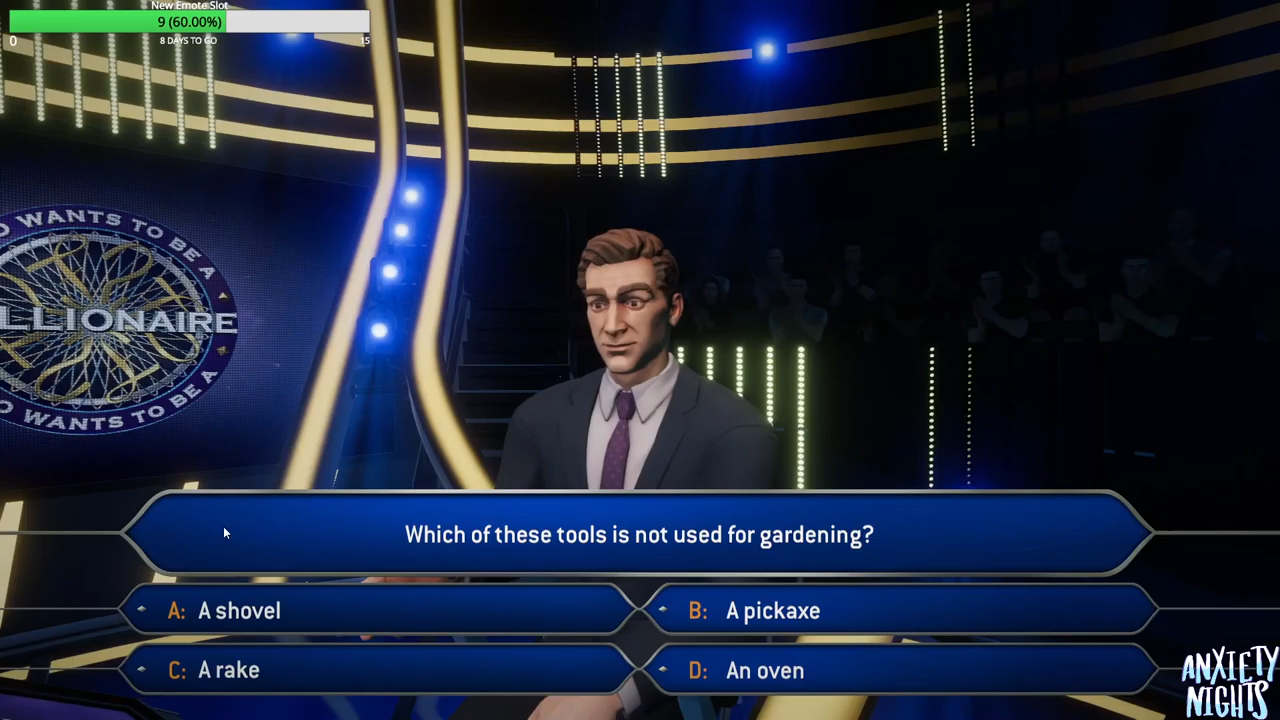 New Emote Slot
9 (60.00%)
0
8 DAYS TO GO
15
O WANTS TO BE A
LLIONAIRE
O WANTS TO BE A
Which of these tools is not used for gardening?
A: A shovel
B: A pickaxe
C: A rake
D: An oven
ANXIETY
NIGHTS